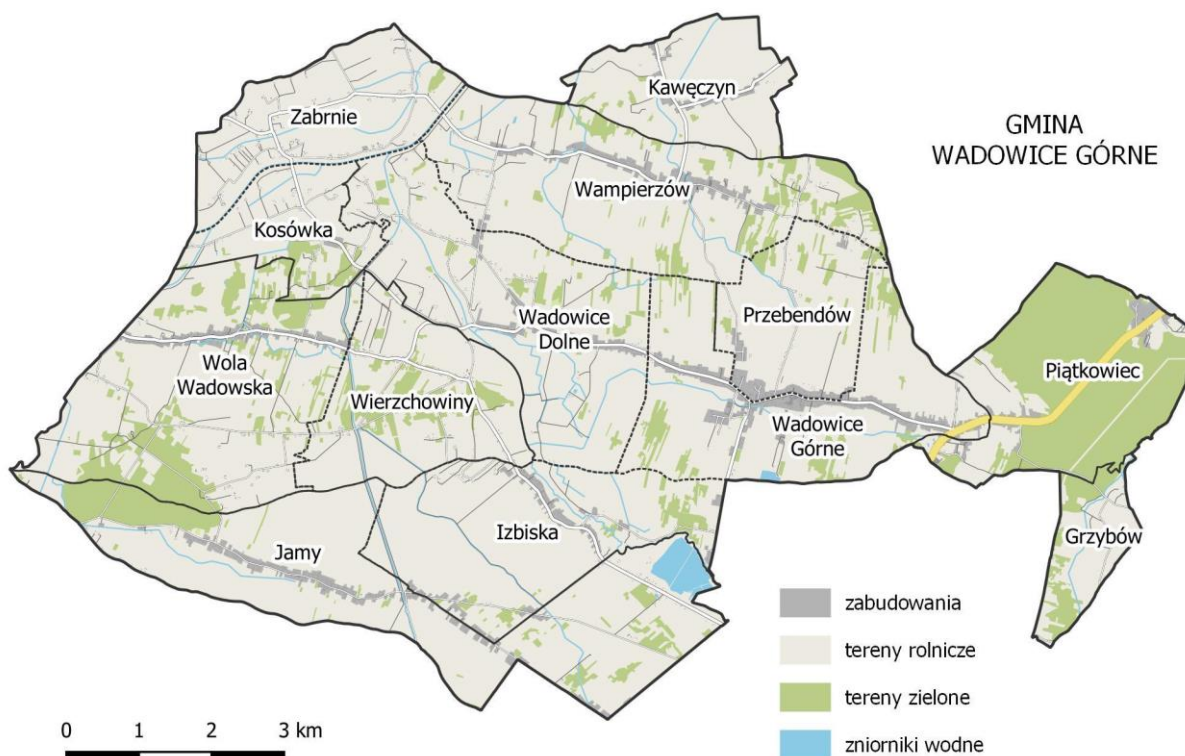 GMINA
WADOWICE GÓRNE
Kawęczyn
Zabrnie
Wampierzów
Kosówka
Przebendów
Wadowice
Dolne
Piątkowiec
Wola
Wadowska
Wierzchowiny
Wadowice
Górne
Izbiska
Grzybów
Jamy
zabudowania
tereny rolnicze
tereny zielone
zniorniki wodne
0 1 2 3 km